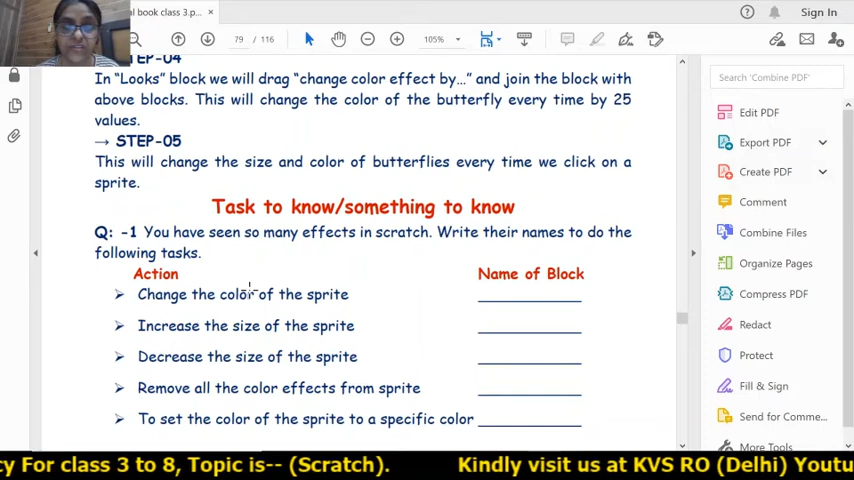 al book class 3.p... ×
Sign In
79 / 116
105%
STEP-04
In “Looks” block we will drag “change color effect by...” and join the block with
above blocks. This will change the color of the butterfly every time by 25
values.
→ STEP-05
This will change the size and color of butterflies every time we click on a
sprite.
Task to know/something to know
Q: -1 You have seen so many effects in scratch. Write their names to do the
following tasks.
Action Name of Block
➢ Change the color of the sprite ____________
➢ Increase the size of the sprite ____________
➢ Decrease the size of the sprite ____________
➢ Remove all the color effects from sprite ____________
➢ To set the color of the sprite to a specific color ____________
Search 'Combine PDF'
Edit PDF
Export PDF
Create PDF
Comment
Combine Files
Organize Pages
Compress PDF
Redact
Protect
Fill & Sign
Send for Comme...
More Tools
cy For class 3 to 8, Topic is-- (Scratch). Kindly visit us at KVS RO (Delhi) Youtu